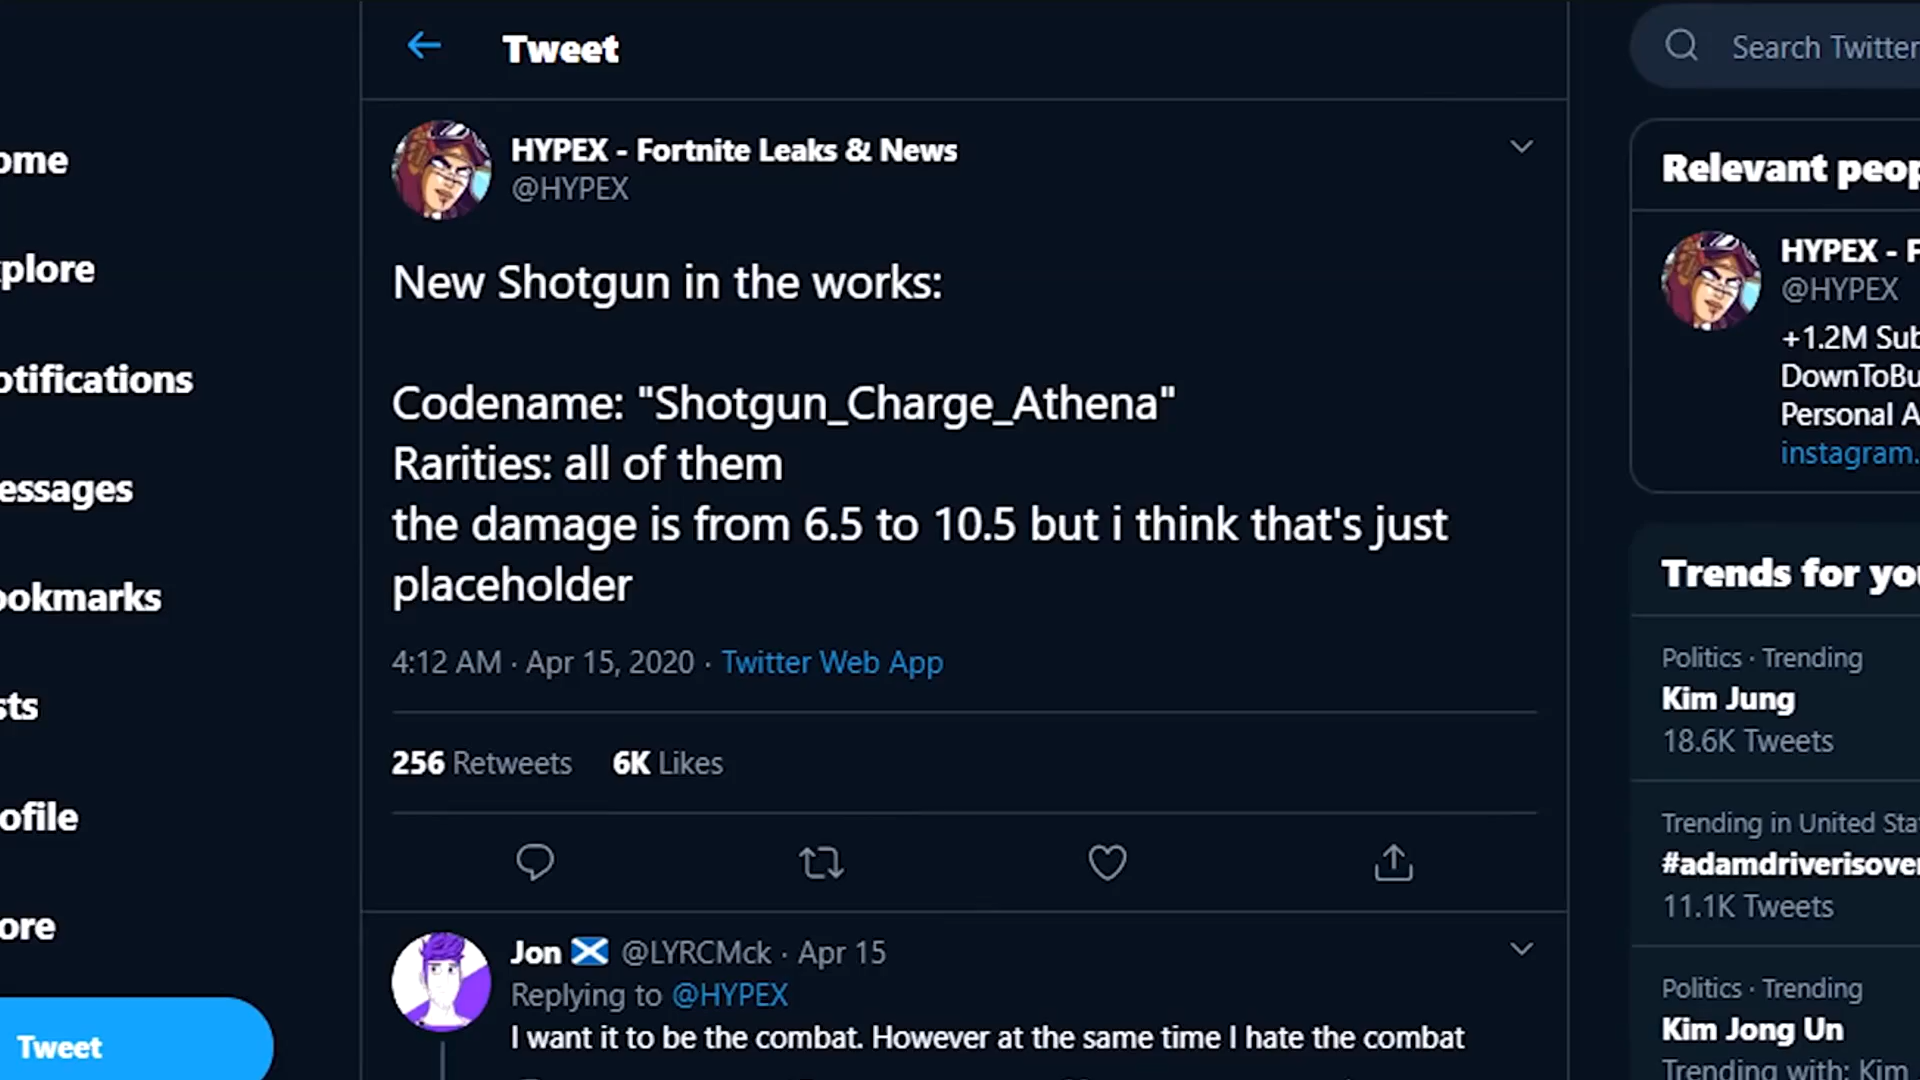 Tweet
Search Twitter
HYPEX - Fortnite Leaks & News
@HYPEX
New Shotgun in the works:
Codename: "Shotgun_Charge_Athena"
Rarities: all of them
the damage is from 6.5 to 10.5 but i think that's just
placeholder
4:12 AM · Apr 15, 2020 · Twitter Web App
256 Retweets 6K Likes
Jon @LYRCMck · Apr 15
Replying to @HYPEX
I want it to be the combat. However at the same time I hate the combat
ome
xplore
otifications
essages
ookmarks
sts
ofile
ore
Tweet
Relevant peop
HYPEX - F
@HYPEX
+1.2M Sub
DownToBu
Personal A
instagram.
Trends for you
Politics · Trending
Kim Jung
18.6K Tweets
Trending in United Sta
#adamdriverisover
11.1K Tweets
Politics · Trending
Kim Jong Un
Trending with: Kim